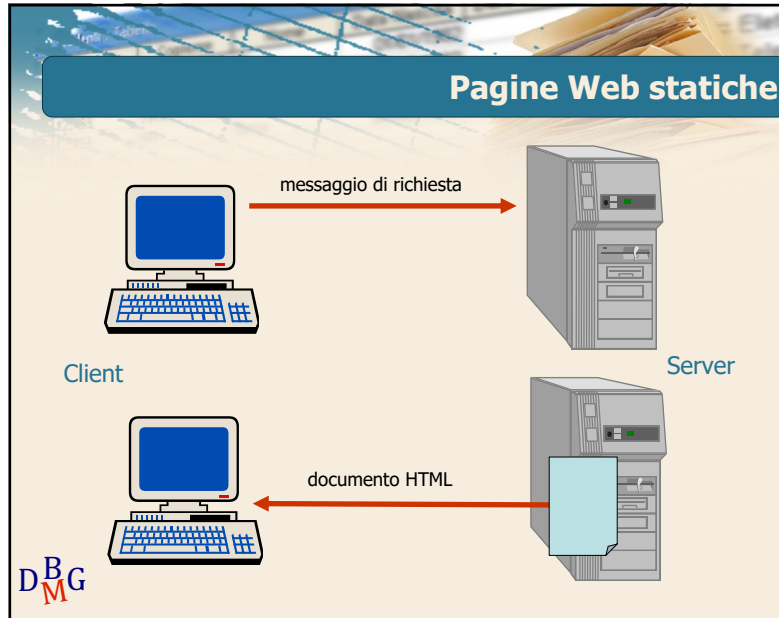 Pagine Web statiche
messaggio di richiesta
Client
Server
documento HTML
DBMG